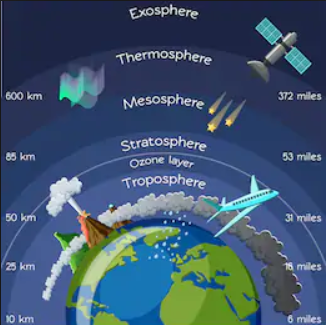 Exosphere
Thermosphere
600 km
372 miles
Mesosphere
Stratosphere
85 km
53 miles
Ozone layer
Troposphere
50 km
31 miles
25 km
16 miles
10 km
6 miles